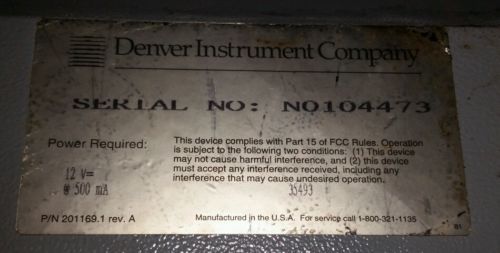 Denver Instrument Company
SERIAL NO: NO104473
Power Required:
12 V=
@ 500 mA
This device complies with Part 15 of FCC Rules. Operation
is subject to the following two conditions: (1) This device
may not cause harmful interference, and (2) this device
must accept any interference received, including any
interference that may cause undesired operation.
35493
P/N 201169.1 rev. A
Manufactured in the U.S.A. For service call 1-800-321-1135
B1